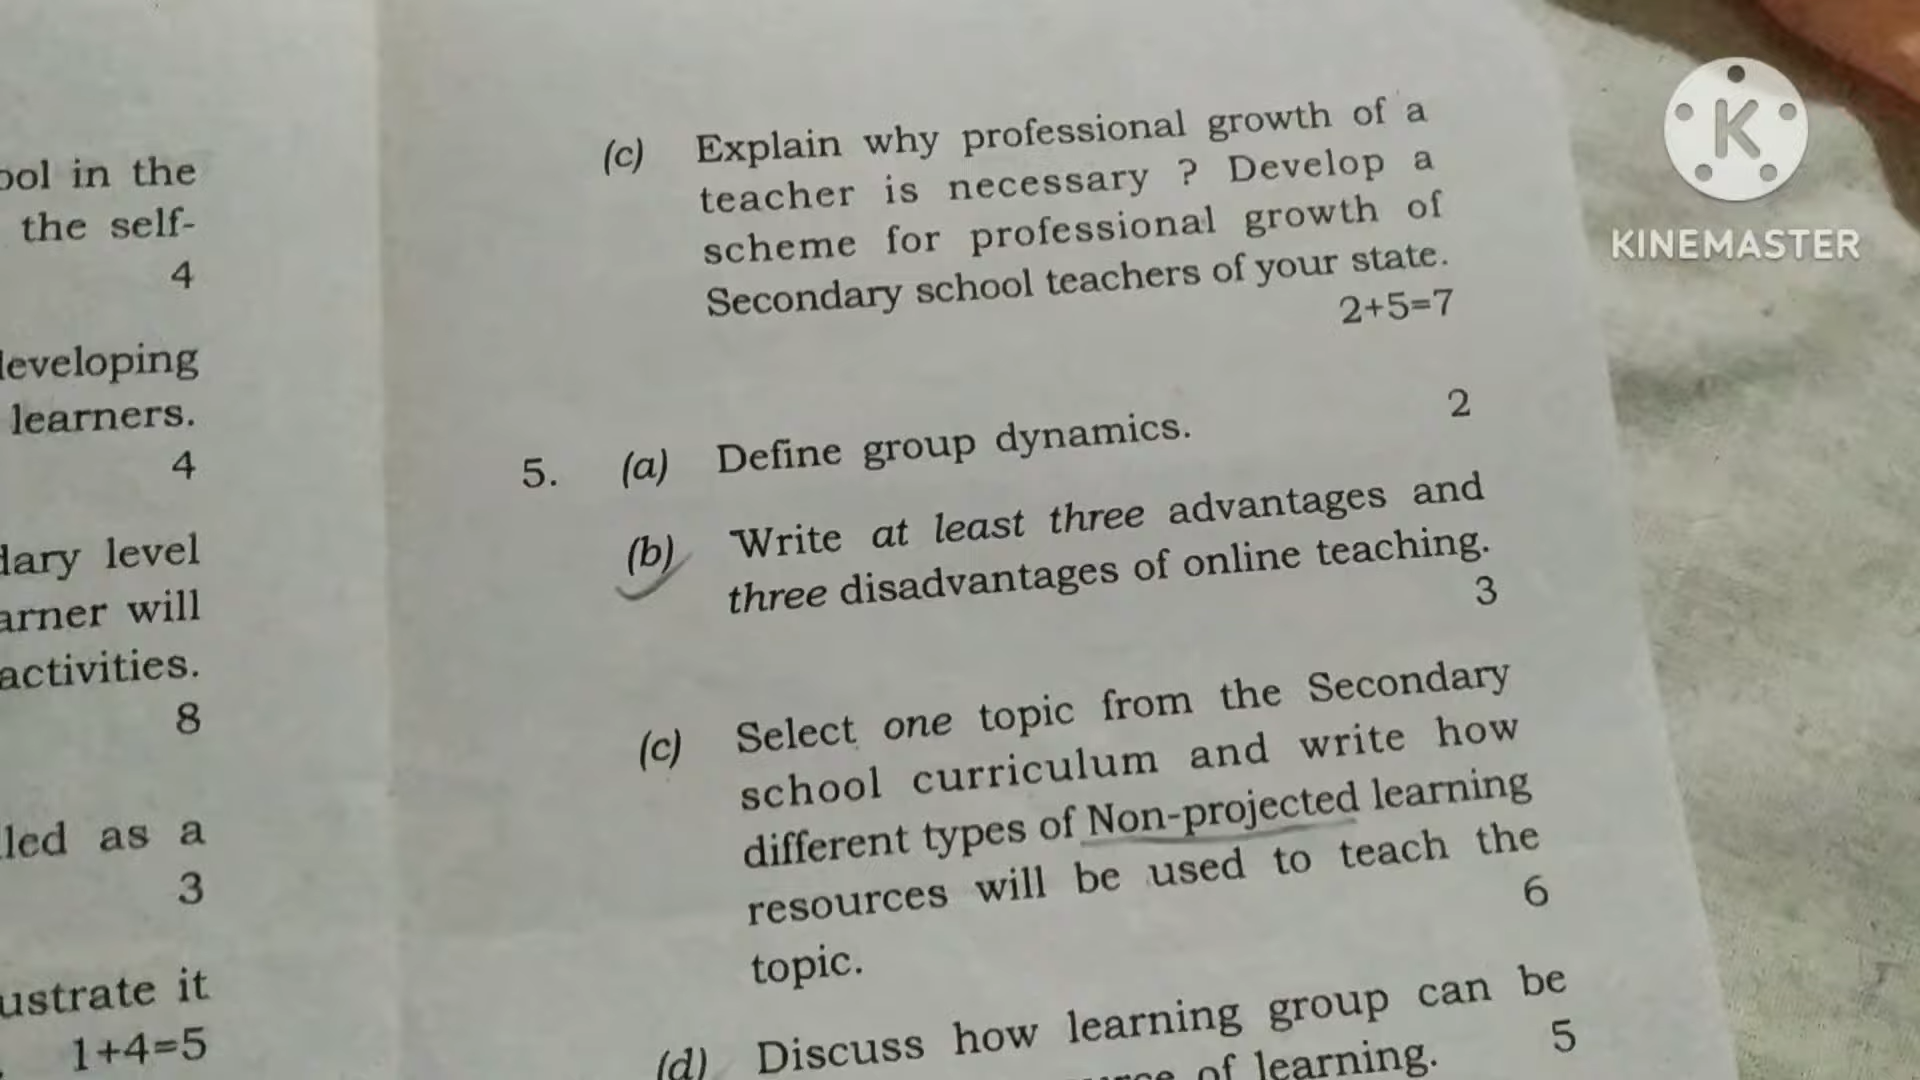 ool in the
the self-
4
developing
learners.
4
dary level
arner will
activities.
8
lled as a
3
ustrate it
1+4=5
(c) Explain why professional growth of a
teacher is necessary ? Develop a
scheme for professional growth of
Secondary school teachers of your state.
2+5=7
5. (a) Define group dynamics. 2
(b) Write at least three advantages and
three disadvantages of online teaching.
3
(c) Select one topic from the Secondary
school curriculum and write how
different types of Non-projected learning
resources will be used to teach the
topic. 6
(d) Discuss how learning group can be
of learning. 5
K
KINEMASTER